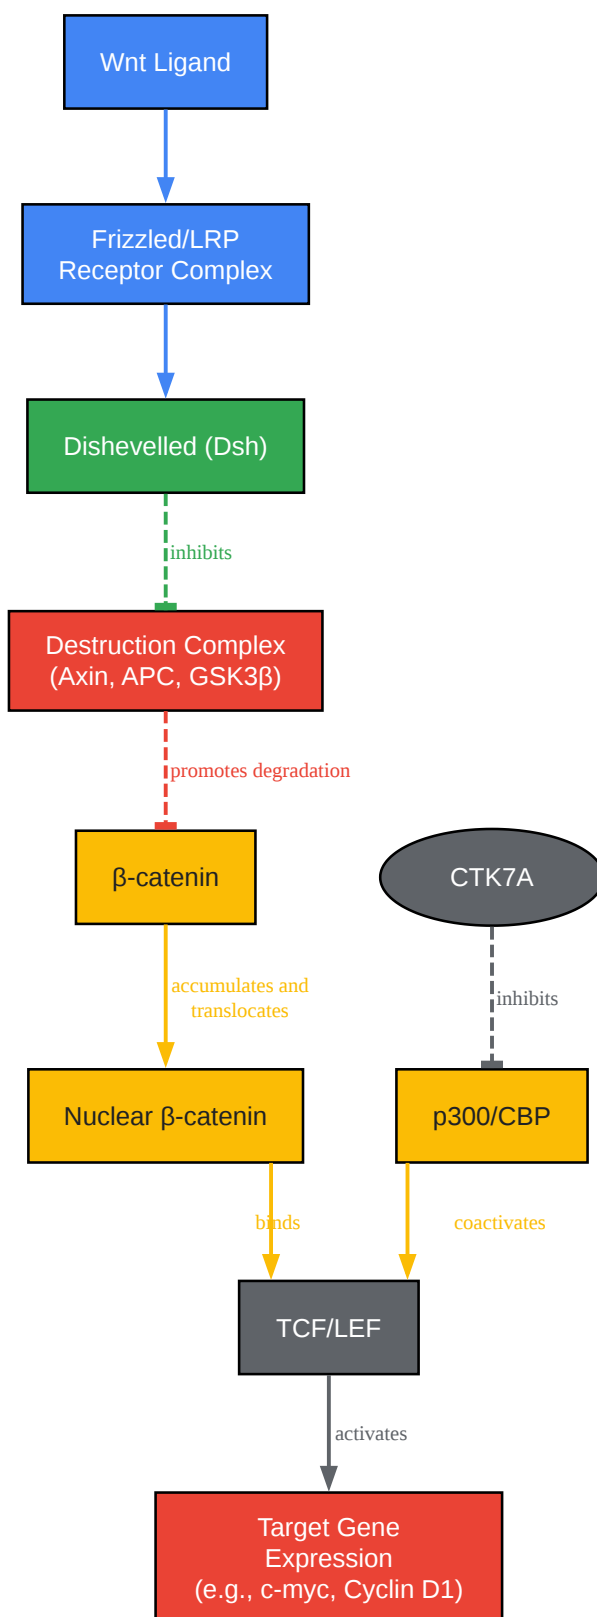 Wnt Ligand
Frizzled/LRP
Receptor Complex
Dishevelled (Dsh)
inhibits
Destruction Complex
(Axin, APC, GSK3β)
promotes degradation
β-catenin
CTK7A
accumulates and
translocates
inhibits
Nuclear β-catenin
p300/CBP
binds
coactivates
TCF/LEF
activates
Target Gene
Expression
(e.g., c-myc, Cyclin D1)